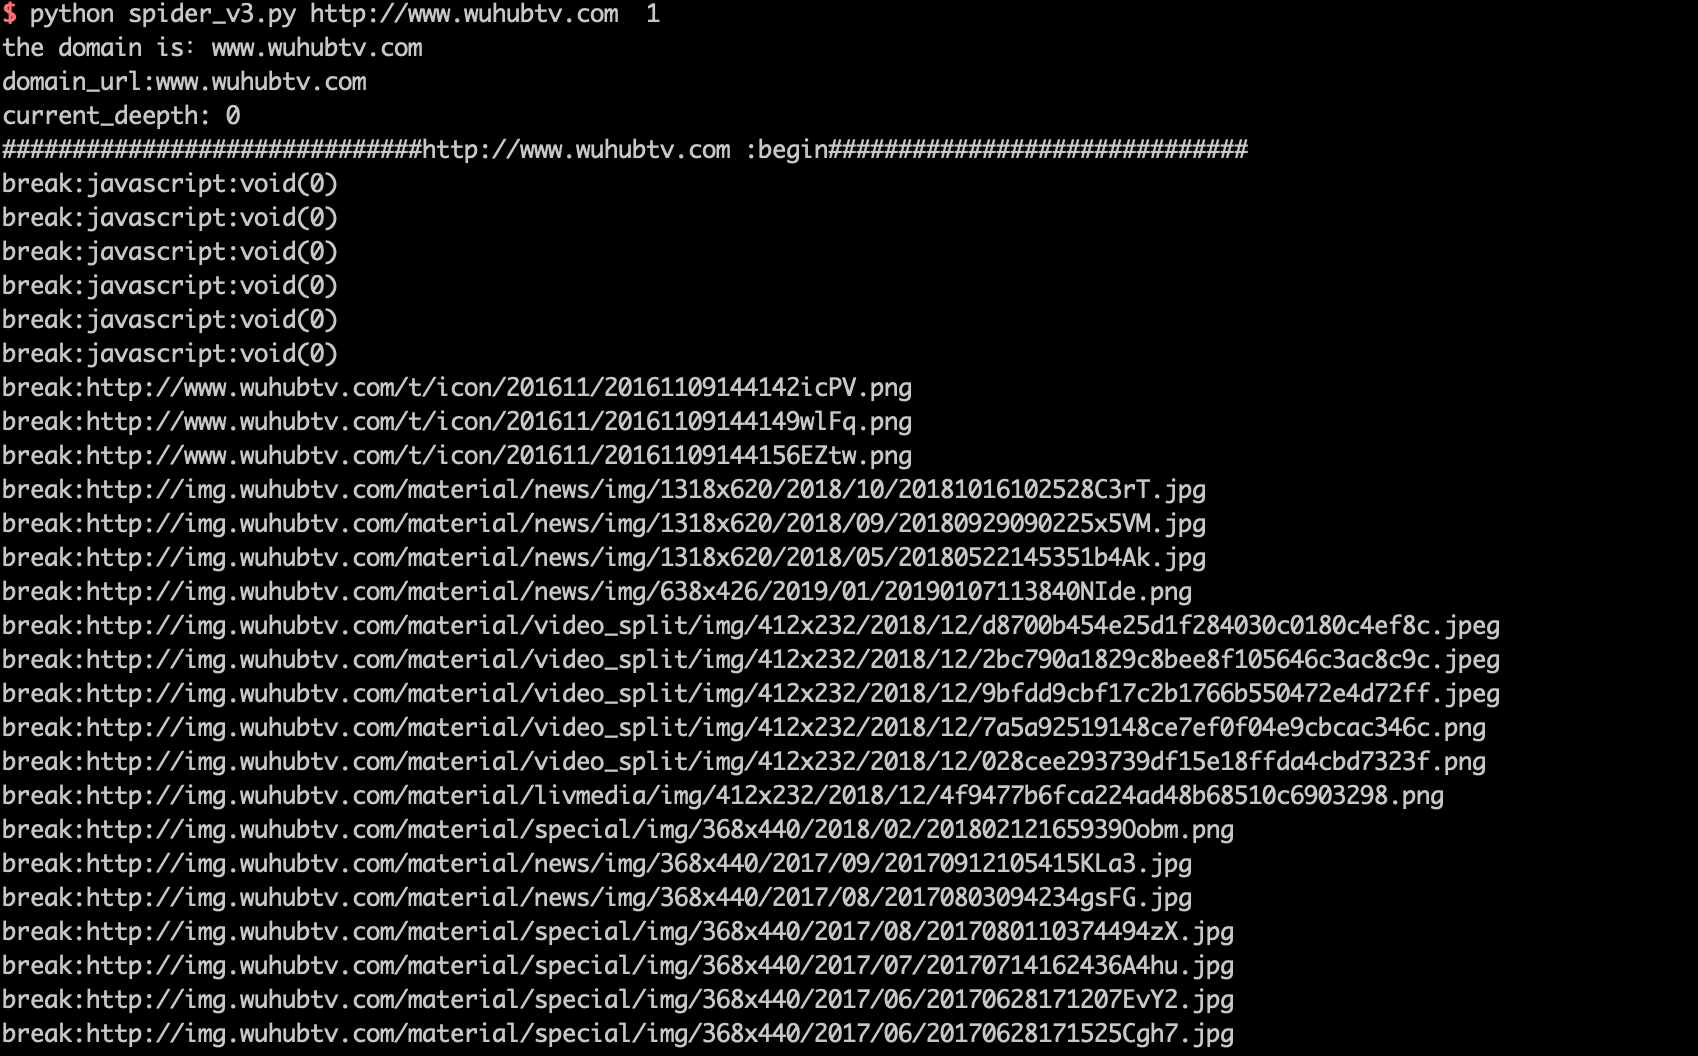 $ python spider_v3.py http://www.wuhubtv.com  1
the domain is: www.wuhubtv.com
domain_url:www.wuhubtv.com
current_deepth: 0
##############################http://www.wuhubtv.com :begin##############################
break:javascript:void(0)
break:javascript:void(0)
break:javascript:void(0)
break:javascript:void(0)
break:javascript:void(0)
break:javascript:void(0)
break:http://www.wuhubtv.com/t/icon/201611/20161109144142icPV.png
break:http://www.wuhubtv.com/t/icon/201611/20161109144149wlFq.png
break:http://www.wuhubtv.com/t/icon/201611/20161109144156EZtw.png
break:http://img.wuhubtv.com/material/news/img/1318x620/2018/10/20181016102528C3rT.jpg
break:http://img.wuhubtv.com/material/news/img/1318x620/2018/09/20180929090225x5VM.jpg
break:http://img.wuhubtv.com/material/news/img/1318x620/2018/05/20180522145351b4Ak.jpg
break:http://img.wuhubtv.com/material/news/img/638x426/2019/01/20190107113840NIde.png
break:http://img.wuhubtv.com/material/video_split/img/412x232/2018/12/d8700b454e25d1f284030c0180c4ef8c.jpeg
break:http://img.wuhubtv.com/material/video_split/img/412x232/2018/12/2bc790a1829c8bee8f105646c3ac8c9c.jpeg
break:http://img.wuhubtv.com/material/video_split/img/412x232/2018/12/9bfdd9cbf17c2b1766b550472e4d72ff.jpeg
break:http://img.wuhubtv.com/material/video_split/img/412x232/2018/12/7a5a92519148ce7ef0f04e9cbcac346c.png
break:http://img.wuhubtv.com/material/video_split/img/412x232/2018/12/028cee293739df15e18ffda4cbd7323f.png
break:http://img.wuhubtv.com/material/livmedia/img/412x232/2018/12/4f9477b6fca224ad48b68510c6903298.png
break:http://img.wuhubtv.com/material/special/img/368x440/2018/02/20180212165939Oobm.png
break:http://img.wuhubtv.com/material/news/img/368x440/2017/09/20170912105415KLa3.jpg
break:http://img.wuhubtv.com/material/news/img/368x440/2017/08/20170803094234gsFG.jpg
break:http://img.wuhubtv.com/material/special/img/368x440/2017/08/2017080110374494zX.jpg
break:http://img.wuhubtv.com/material/special/img/368x440/2017/07/20170714162436A4hu.jpg
break:http://img.wuhubtv.com/material/special/img/368x440/2017/06/20170628171207EvY2.jpg
break:http://img.wuhubtv.com/material/special/img/368x440/2017/06/20170628171525Cgh7.jpg